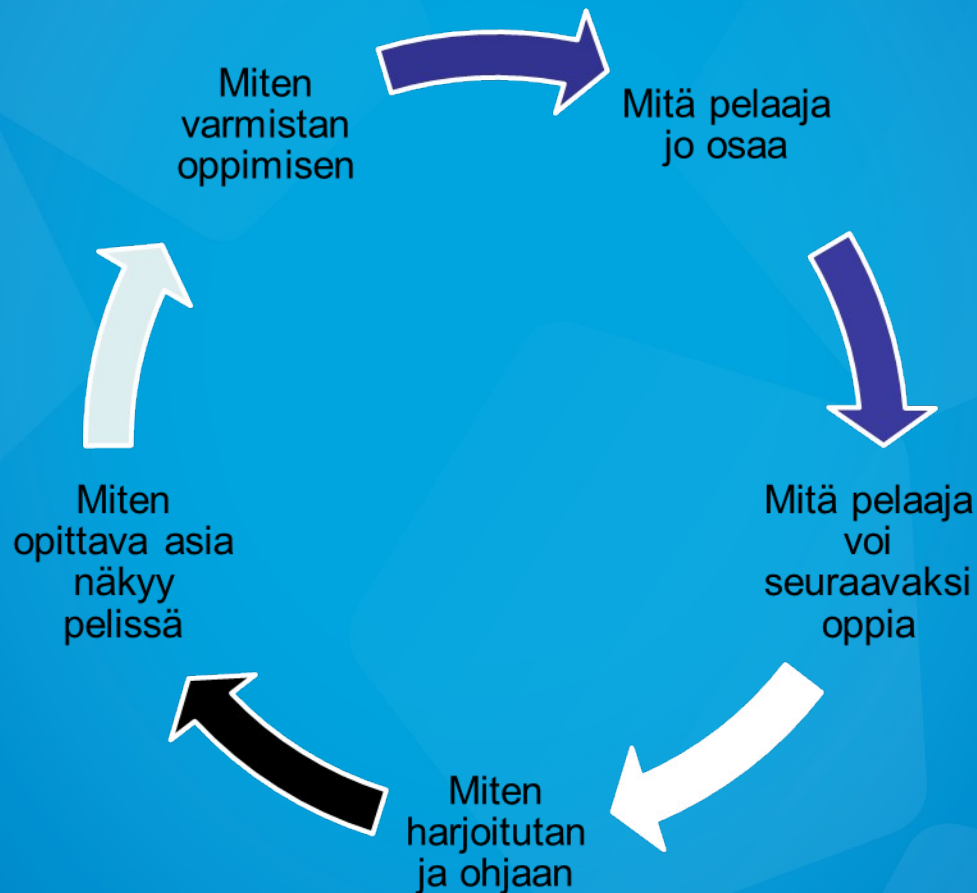 Miten
varmistan
oppimisen
Mitä pelaaja
jo osaa
Mitä pelaaja
voi
seuraavaksi
oppia
Miten
harjoitutan
ja ohjaan
Miten
opittava asia
näkyy
pelissä